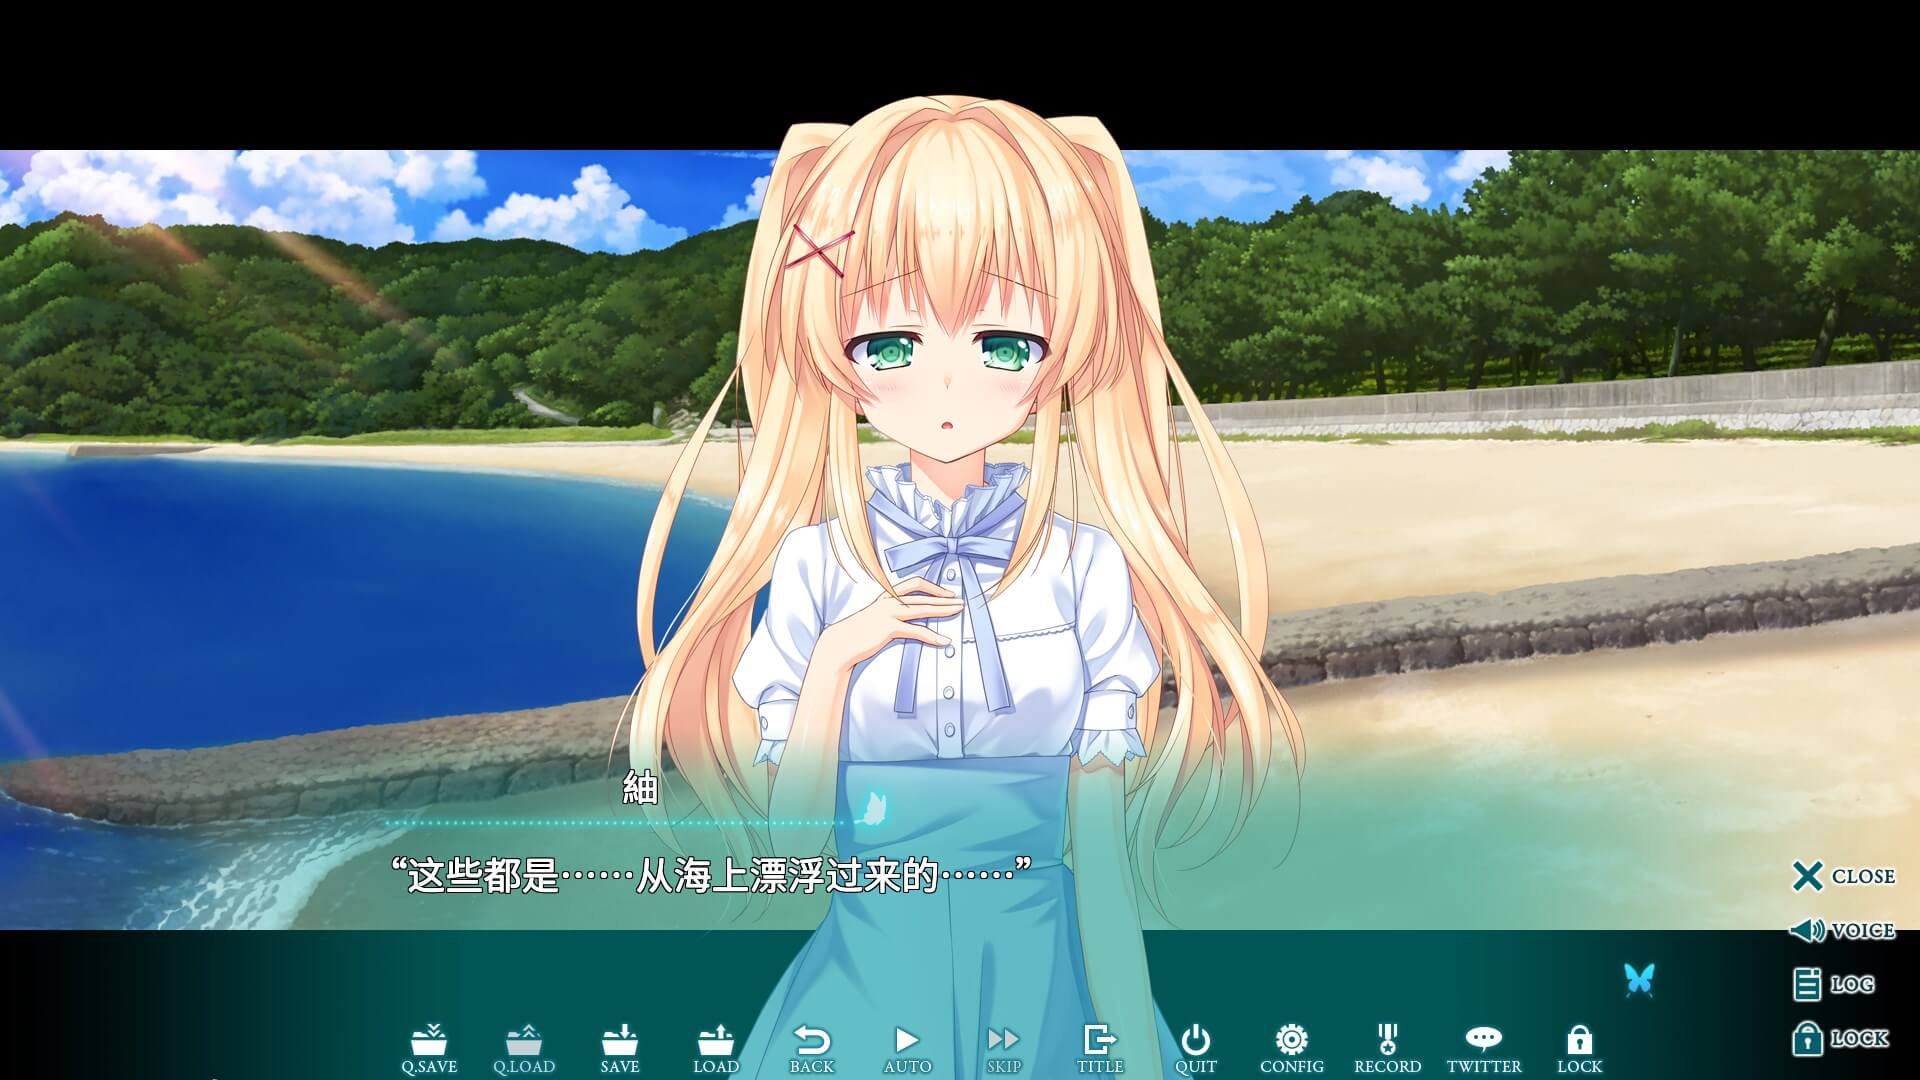 紬
“这些都是……从海上漂浮过来的……”
CLOSE
VOICE
LOG
LOCK
Q.SAVE Q.LOAD SAVE LOAD BACK AUTO SKIP TITLE QUIT CONFIG RECORD TWITTER LOCK